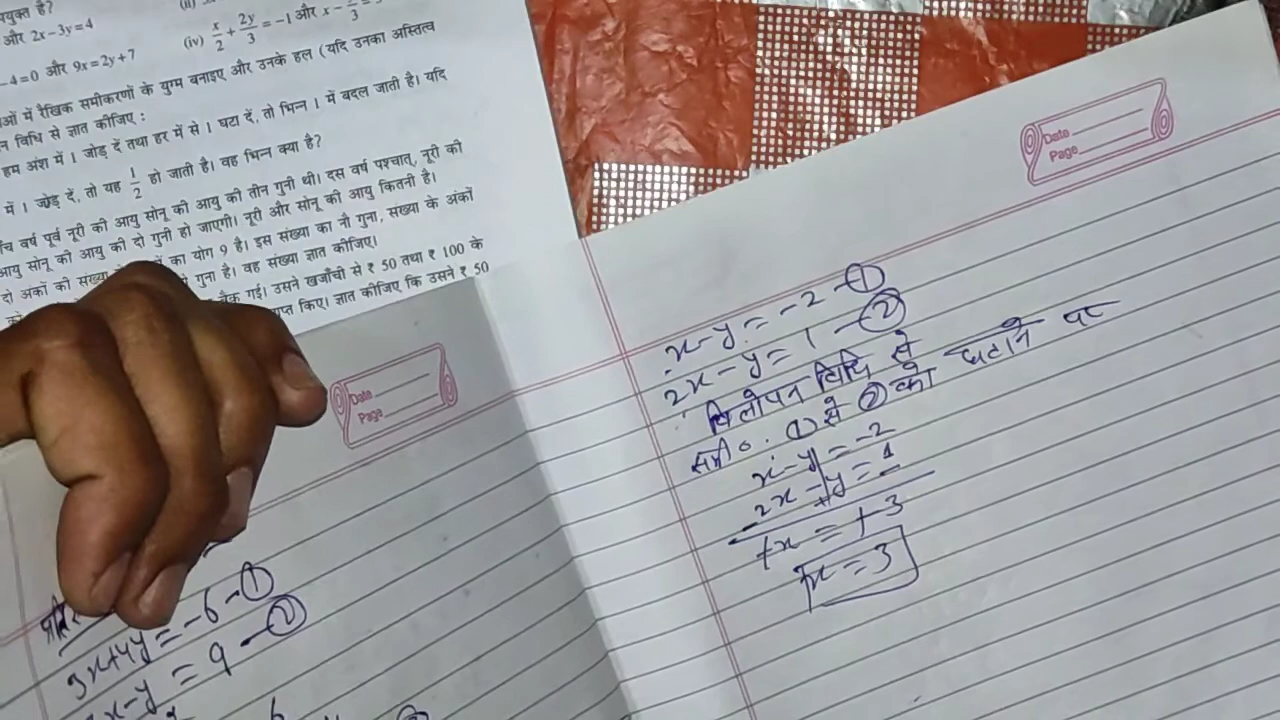 युक्त है?
(ii)
और 2x-3y=4
(iv) x/2 + 2y/3 = -1 और x -
-4=0 और 9x=2y+7
ओं में रैखिक समीकरणों के युग्म बनाइए और उनके हल (यदि उनका अस्तित्व
न विधि से ज्ञात कीजिए :
हम अंश में 1 जोड़ दें तथा हर में से 1 घटा दें, तो भिन्न 1 में बदल जाती है। यदि
में 1 जोड़ दें, तो यह 1/2 हो जाती है। वह भिन्न क्या है?
च वर्ष पूर्व नूरी की आयु सोनू की आयु की तीन गुनी थी। दस वर्ष पश्चात्, नूरी की
आयु सोनू की आयु की दो गुनी हो जाएगी। नूरी और सोनू की आयु कितनी है।
दो अंकों की संख्या का योग 9 है। इस संख्या का नौ गुना, संख्या के अंकों
गुना है। वह संख्या ज्ञात कीजिए।
बैंक गई। उसने खजाँची से ₹ 50 तथा ₹ 100 के
प्त किए। ज्ञात कीजिए कि उसने ₹ 50
Date
Page
3x+4y=-6-①
x-y=9-②
Date
Page
x-y=-2-①
2x-y=1-②
विलोपन विधि से
समी० ① से ② को घटाने पर
x-y=-2
2x-y=1
- + -
+x=+3
x=3